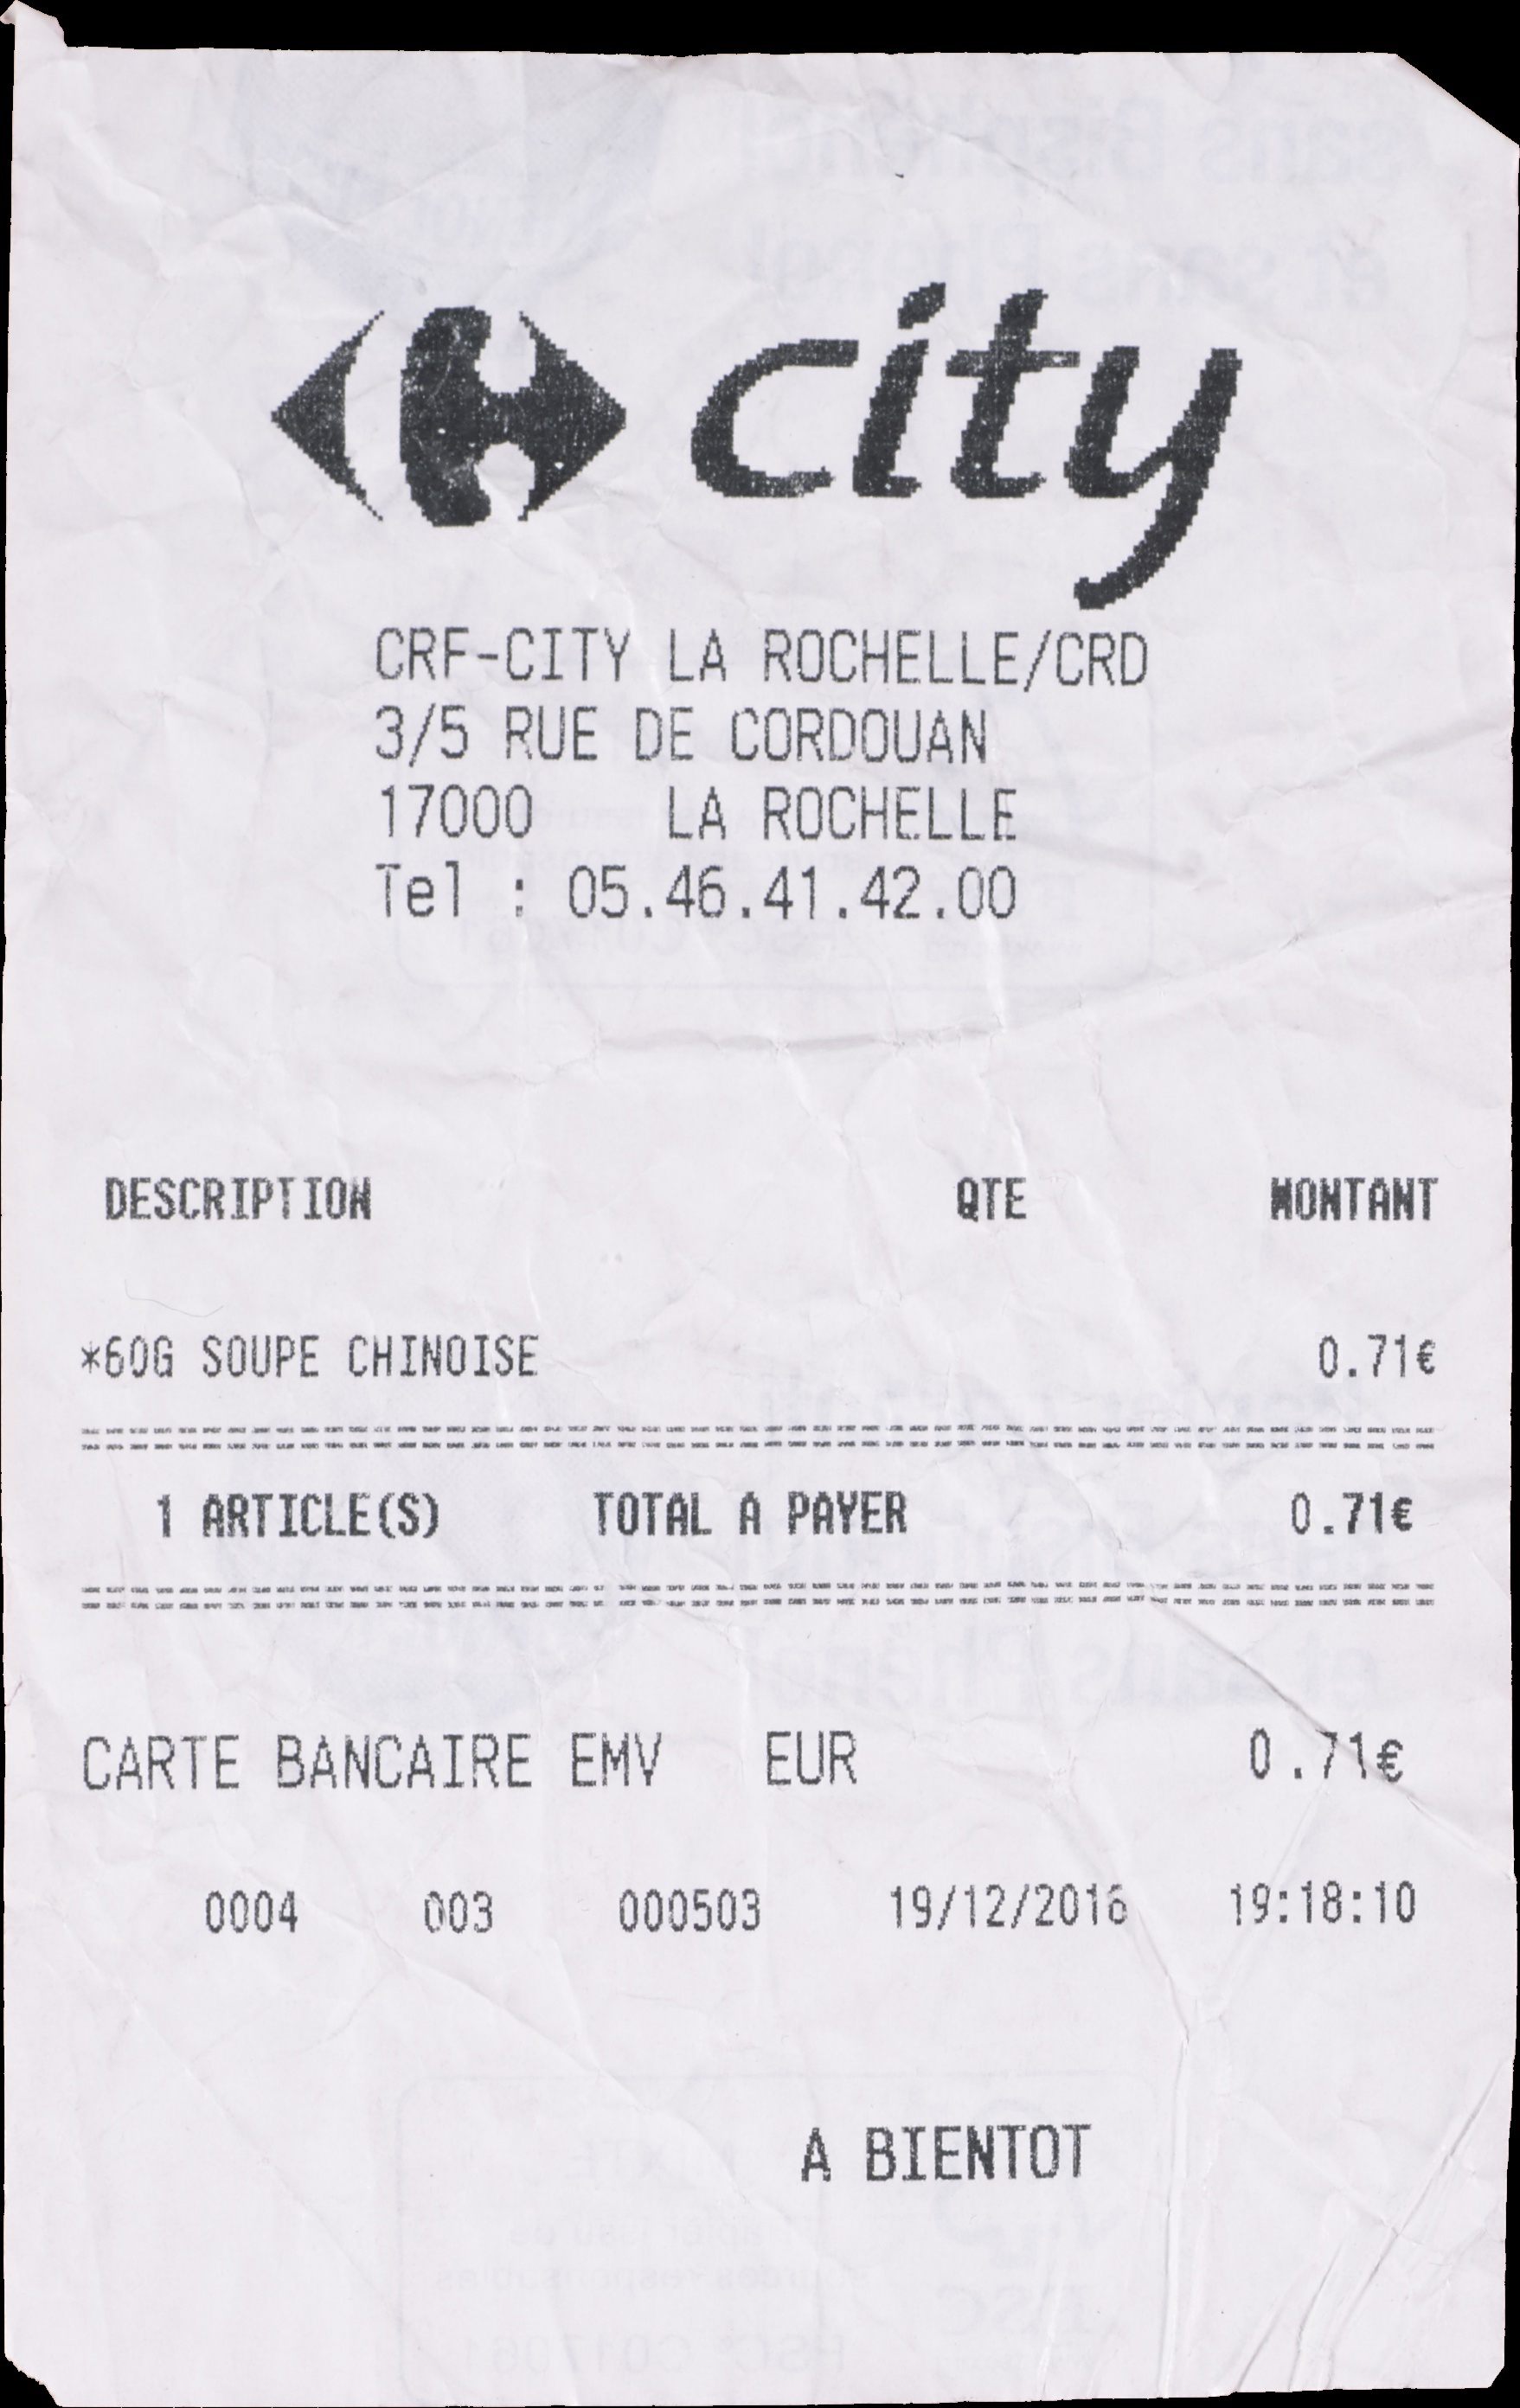 city
CRF-CITY LA ROCHELLE/CRD
3/5 RUE DE CORDOUAN
17000 LA ROCHELLE
Tel : 05.46.41.42.00
DESCRIPTION QTE MONTANT
*60G SOUPE CHINOISE 0.71€
1 ARTICLE(S) TOTAL A PAYER 0.71€
CARTE BANCAIRE EMV EUR 0.71€
0004 003 000503 19/12/2016 19:18:10
A BIENTOT